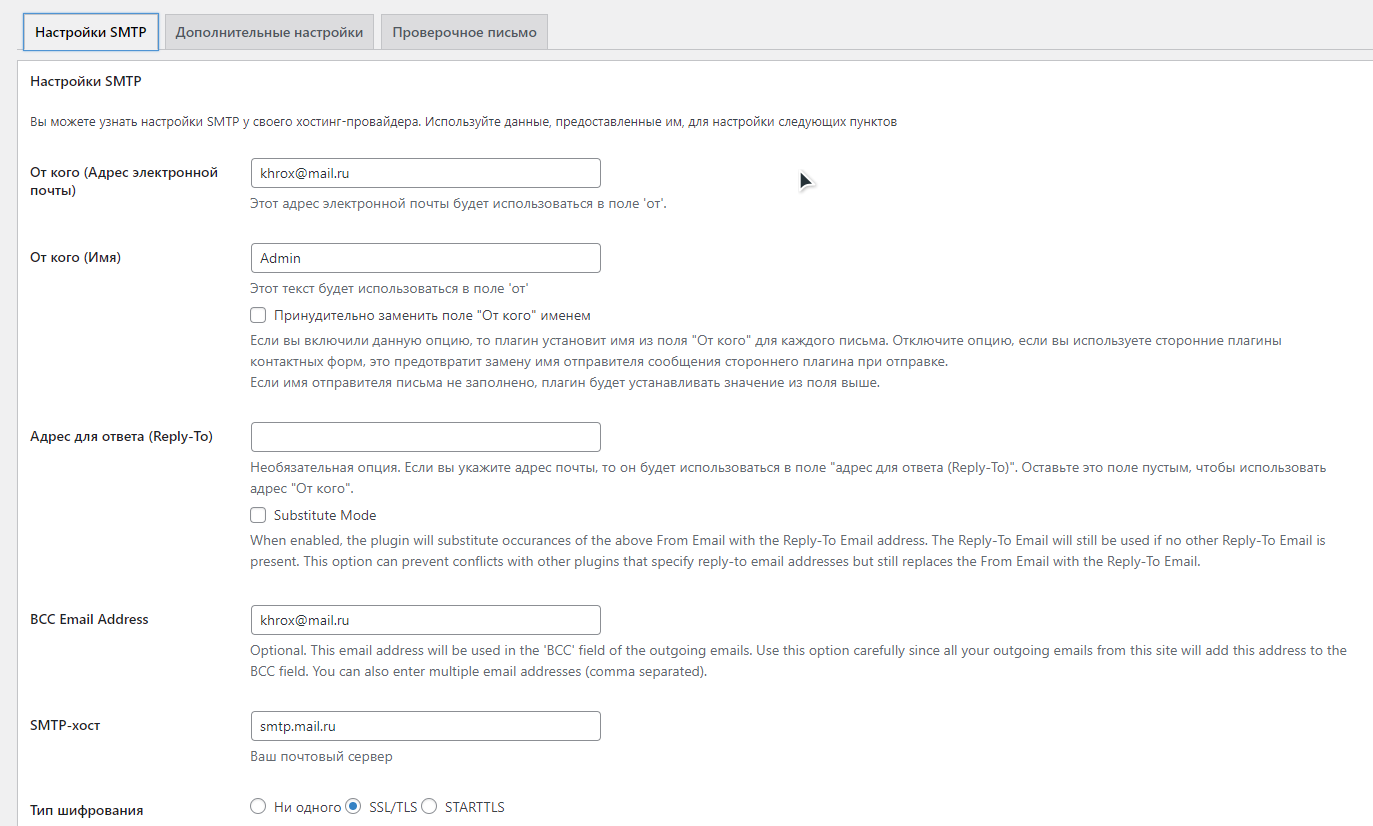 Настройки SMTP
Дополнительные настройки
Проверочное письмо
Настройки SMTP
Вы можете узнать настройки SMTP у своего хостинг-провайдера. Используйте данные, предоставленные им, для настройки следующих пунктов
От кого (Адрес электронной
почты)
khrox@mail.ru
Этот адрес электронной почты будет использоваться в поле 'от'.
От кого (Имя)
Admin
Этот текст будет использоваться в поле 'от'
Принудительно заменить поле "От кого" именем
Если вы включили данную опцию, то плагин установит имя из поля "От кого" для каждого письма. Отключите опцию, если вы используете сторонние плагины
контактных форм, это предотвратит замену имя отправителя сообщения стороннего плагина при отправке.
Если имя отправителя письма не заполнено, плагин будет устанавливать значение из поля выше.
Адрес для ответа (Reply-To)
Необязательная опция. Если вы укажите адрес почты, то он будет использоваться в поле "адрес для ответа (Reply-To)". Оставьте это поле пустым, чтобы использовать
адрес "От кого".
Substitute Mode
When enabled, the plugin will substitute occurances of the above From Email with the Reply-To Email address. The Reply-To Email will still be used if no other Reply-To Email is
present. This option can prevent conflicts with other plugins that specify reply-to email addresses but still replaces the From Email with the Reply-To Email.
BCC Email Address
khrox@mail.ru
Optional. This email address will be used in the 'BCC' field of the outgoing emails. Use this option carefully since all your outgoing emails from this site will add this address to the
BCC field. You can also enter multiple email addresses (comma separated).
SMTP-хост
smtp.mail.ru
Ваш почтовый сервер
Тип шифрования
Ни одного SSL/TLS STARTTLS